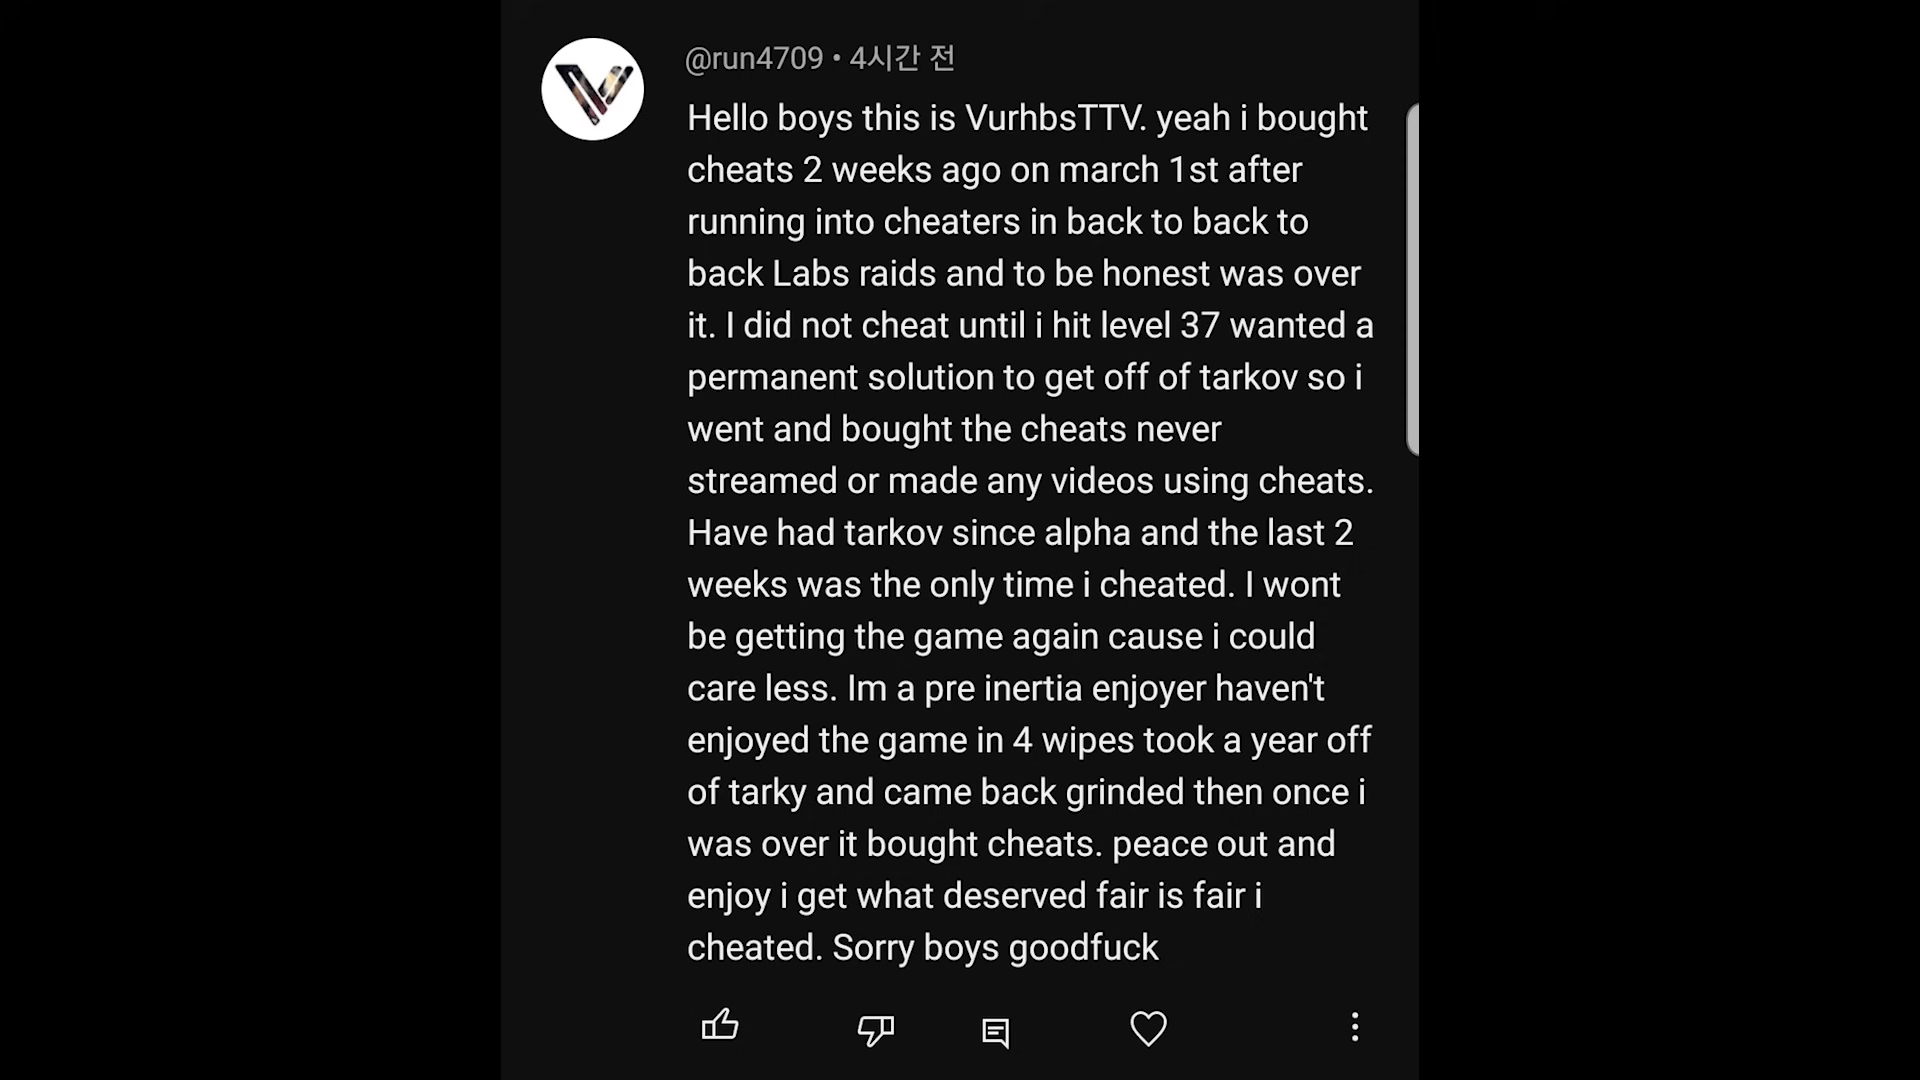 @run4709 • 4시간 전
Hello boys this is VurhbsTTV. yeah i bought
cheats 2 weeks ago on march 1st after
running into cheaters in back to back to
back Labs raids and to be honest was over
it. I did not cheat until i hit level 37 wanted a
permanent solution to get off of tarkov so i
went and bought the cheats never
streamed or made any videos using cheats.
Have had tarkov since alpha and the last 2
weeks was the only time i cheated. I wont
be getting the game again cause i could
care less. Im a pre inertia enjoyer haven't
enjoyed the game in 4 wipes took a year off
of tarky and came back grinded then once i
was over it bought cheats. peace out and
enjoy i get what deserved fair is fair i
cheated. Sorry boys goodfuck